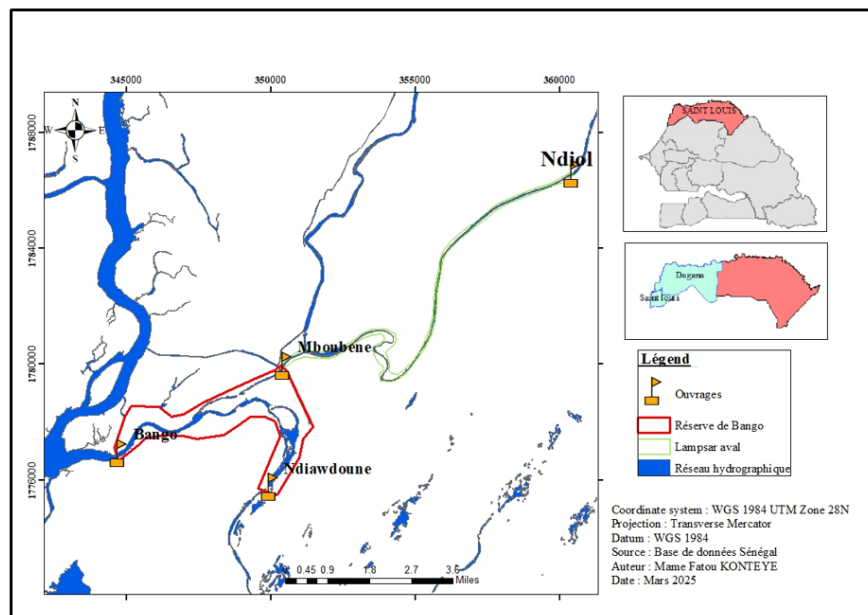 345000
350000
355000
360000
1788000
1784000
1780000
1776000
N
W
E
S
Ndiol
Mboubene
Bango
Ndiawdoune
0 0.45 0.9 1.8 2.7 3.6
Miles
SAINT LOUIS
Dagana
Saint louis
Légend
Ouvrages
Réserve de Bango
Lampsar aval
Réseau hydrographique
Coordinate system : WGS 1984 UTM Zone 28N
Projection : Transverse Mercator
Datum : WGS 1984
Source : Base de données Sénégal
Auteur : Mame Fatou KONTEYE
Date : Mars 2025